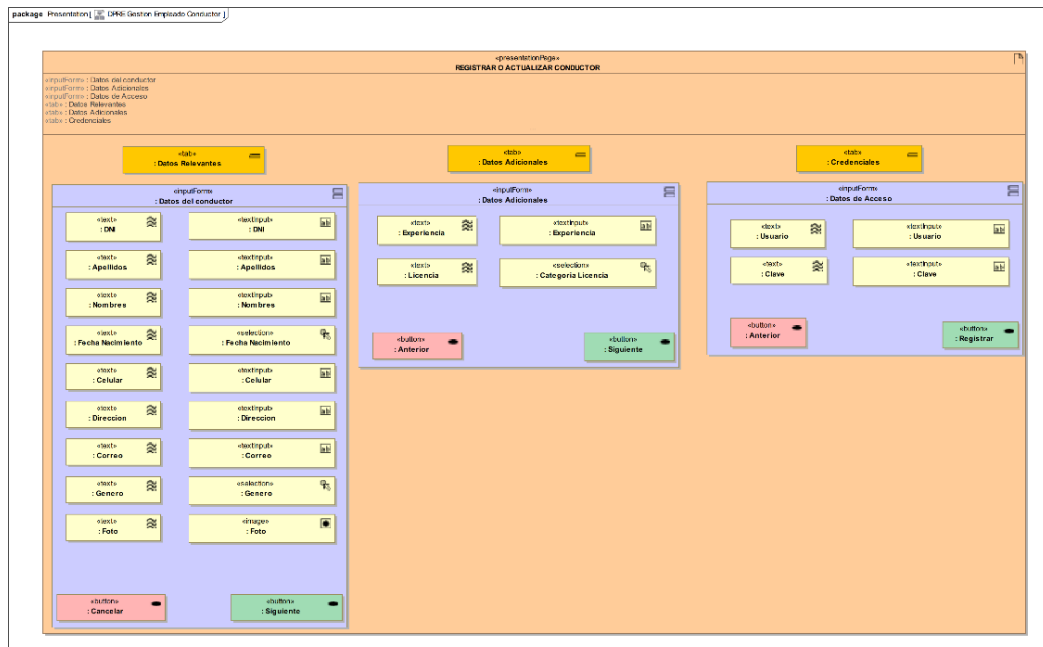 package Presentation[ DPRE Gestion Empleado Conductor ]
«presentationPage»
REGISTRAR O ACTUALIZAR CONDUCTOR
«inputForm» : Datos del conductor
«inputForm» : Datos Adicionales
«inputForm» : Datos de Acceso
«tab» : Datos Relevantes
«tab» : Datos Adicionales
«tab» : Credenciales
«tab»
: Datos Relevantes
«tab»
: Datos Adicionales
«tab»
: Credenciales
«inputForm»
: Datos del conductor
«text»
: DNI
«textInput»
: DNI
«text»
: Apellidos
«textInput»
: Apellidos
«text»
: Nombres
«textInput»
: Nombres
«text»
: Fecha Nacimiento
«selection»
: Fecha Nacimiento
«text»
: Celular
«textInput»
: Celular
«text»
: Direccion
«textInput»
: Direccion
«text»
: Correo
«textInput»
: Correo
«text»
: Genero
«selection»
: Genero
«text»
: Foto
«image»
: Foto
«button»
: Cancelar
«button»
: Siguiente
«inputForm»
: Datos Adicionales
«text»
: Experiencia
«textInput»
: Experiencia
«text»
: Licencia
«selection»
: Categoria Licencia
«button»
: Anterior
«button»
: Siguiente
«inputForm»
: Datos de Acceso
«text»
: Usuario
«textInput»
: Usuario
«text»
: Clave
«textInput»
: Clave
«button»
: Anterior
«button»
: Registrar